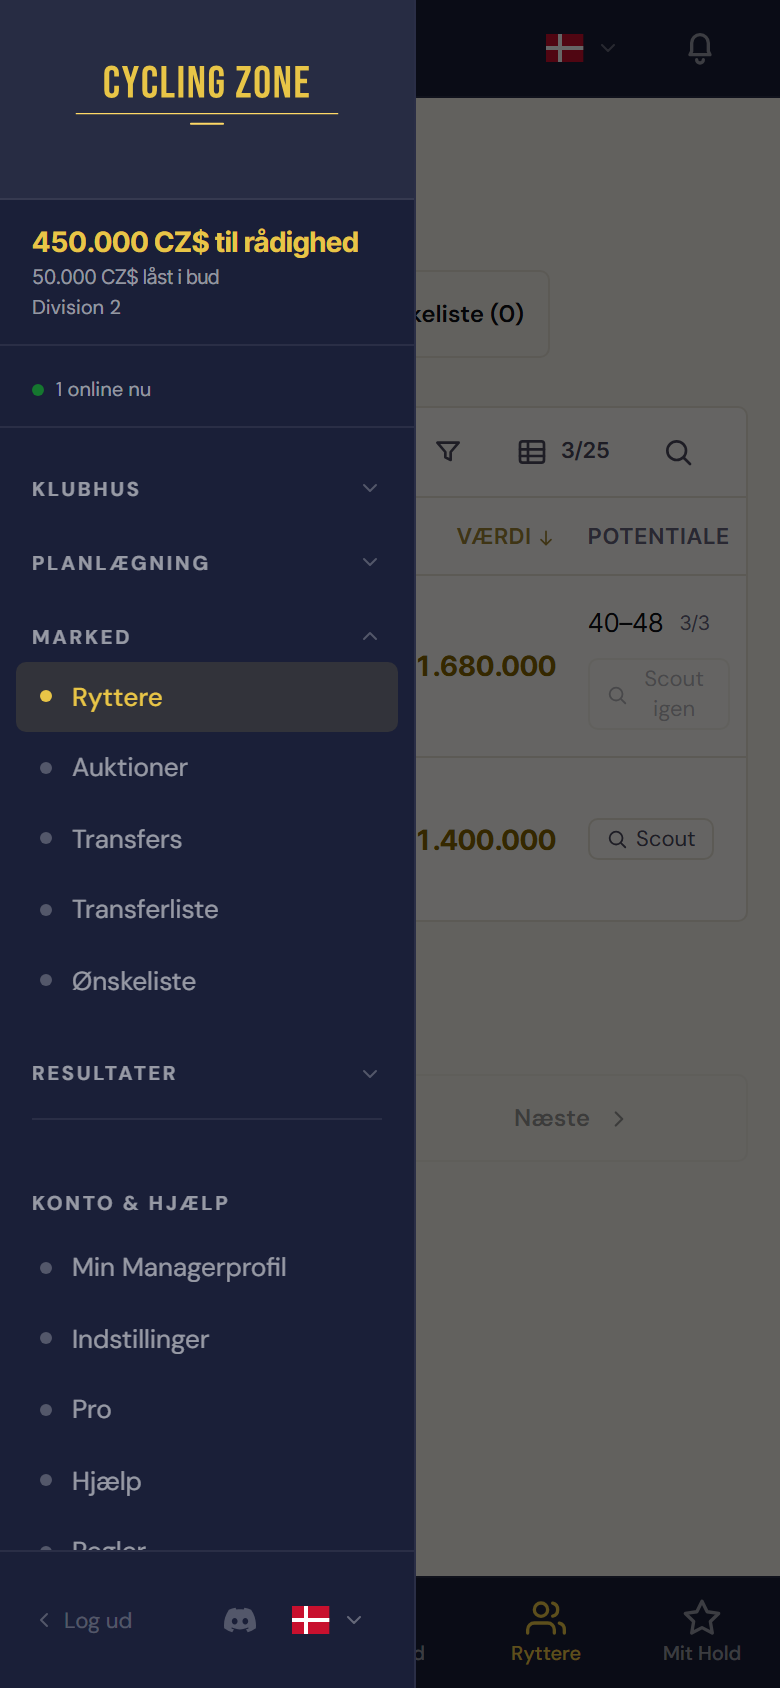 CYCLING ZONE
450.000 CZ$ til rådighed
50.000 CZ$ låst i bud
Division 2
1 online nu
KLUBHUS
PLANLÆGNING
MARKED
Ryttere
Auktioner
Transfers
Transferliste
Ønskeliste
RESULTATER
KONTO & HJÆLP
Min Managerprofil
Indstillinger
Pro
Hjælp
Regler
Log ud
keliste (0)
3/25
VÆRDI ↓ POTENTIALE
1.680.000
40–48 3/3
Scout
igen
1.400.000
Scout
Næste
d
Ryttere
Mit Hold